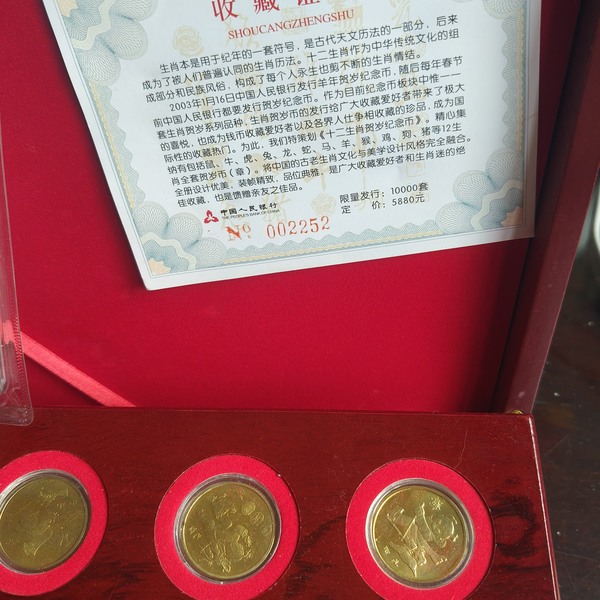 收藏证
SHOUCANGZHENGSHU
生肖本是用于纪年的一套符号，是古代天文历法的一部分，后来
成为了被人们普遍认同的生肖历法。十二生肖作为中华传统文化的组
成部分和民族风俗，构成了每个人永生也剪不断的生肖情结。
2003年1月16日中国人民银行发行羊年贺岁纪念币，随后每年春节
前中国人民银行都要发行贺岁纪念币。作为目前纪念币板块中惟一一
套生肖贺岁系列品种，生肖贺岁币的发行给广大收藏爱好者带来了极大
的喜悦，也成为钱币收藏爱好者以及各界人仕争相收藏的珍品，成为国
际性的收藏热门。为此，我们特策划《十二生肖贺岁纪念币》。精心集
纳有包括鼠、牛、虎、兔、龙、蛇、马、羊、猴、鸡、狗、猪等12生
肖全套贺岁币（章）。将中国的古老生肖文化与美学设计风格完全融合。
全册设计优美，装帧精致，品位典雅，是广大收藏爱好者和生肖迷的绝
佳收藏，也是馈赠亲友之佳品。
限量发行：10000套
定 价：5880元
中国人民银行
THE PEOPLE'S BANK OF CHINA
No 002252